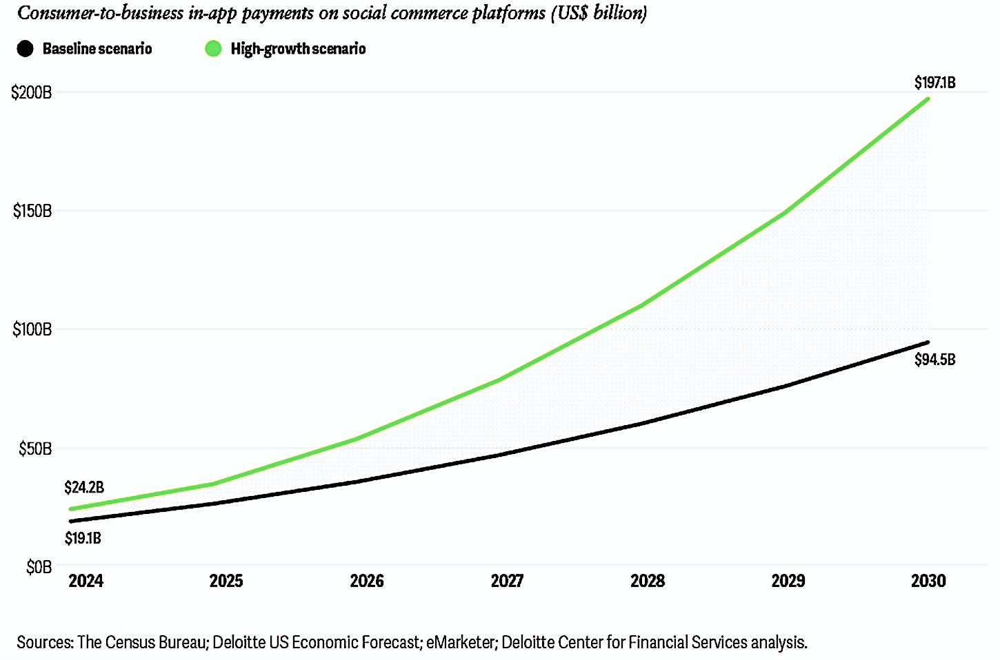 Consumer-to-business in-app payments on social commerce platforms (US$ billion)
Baseline scenario
High-growth scenario
$197.1B
$200B
$150B
$100B
$94.5B
$50B
$24.2B
$19.1B
$0B
2024 2025 2026 2027 2028 2029 2030
Sources: The Census Bureau; Deloitte US Economic Forecast; eMarketer; Deloitte Center for Financial Services analysis.